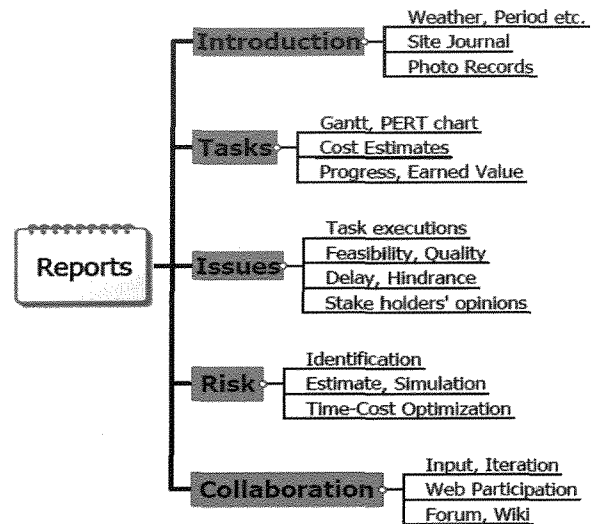 Reports
Introduction
Weather, Period etc.
Site Journal
Photo Records
Tasks
Gantt, PERT chart
Cost Estimates
Progress, Earned Value
Issues
Task executions
Feasibility, Quality
Delay, Hindrance
Stake holders' opinions
Risk
Identification
Estimate, Simulation
Time-Cost Optimization
Collaboration
Input, Iteration
Web Participation
Forum, Wiki